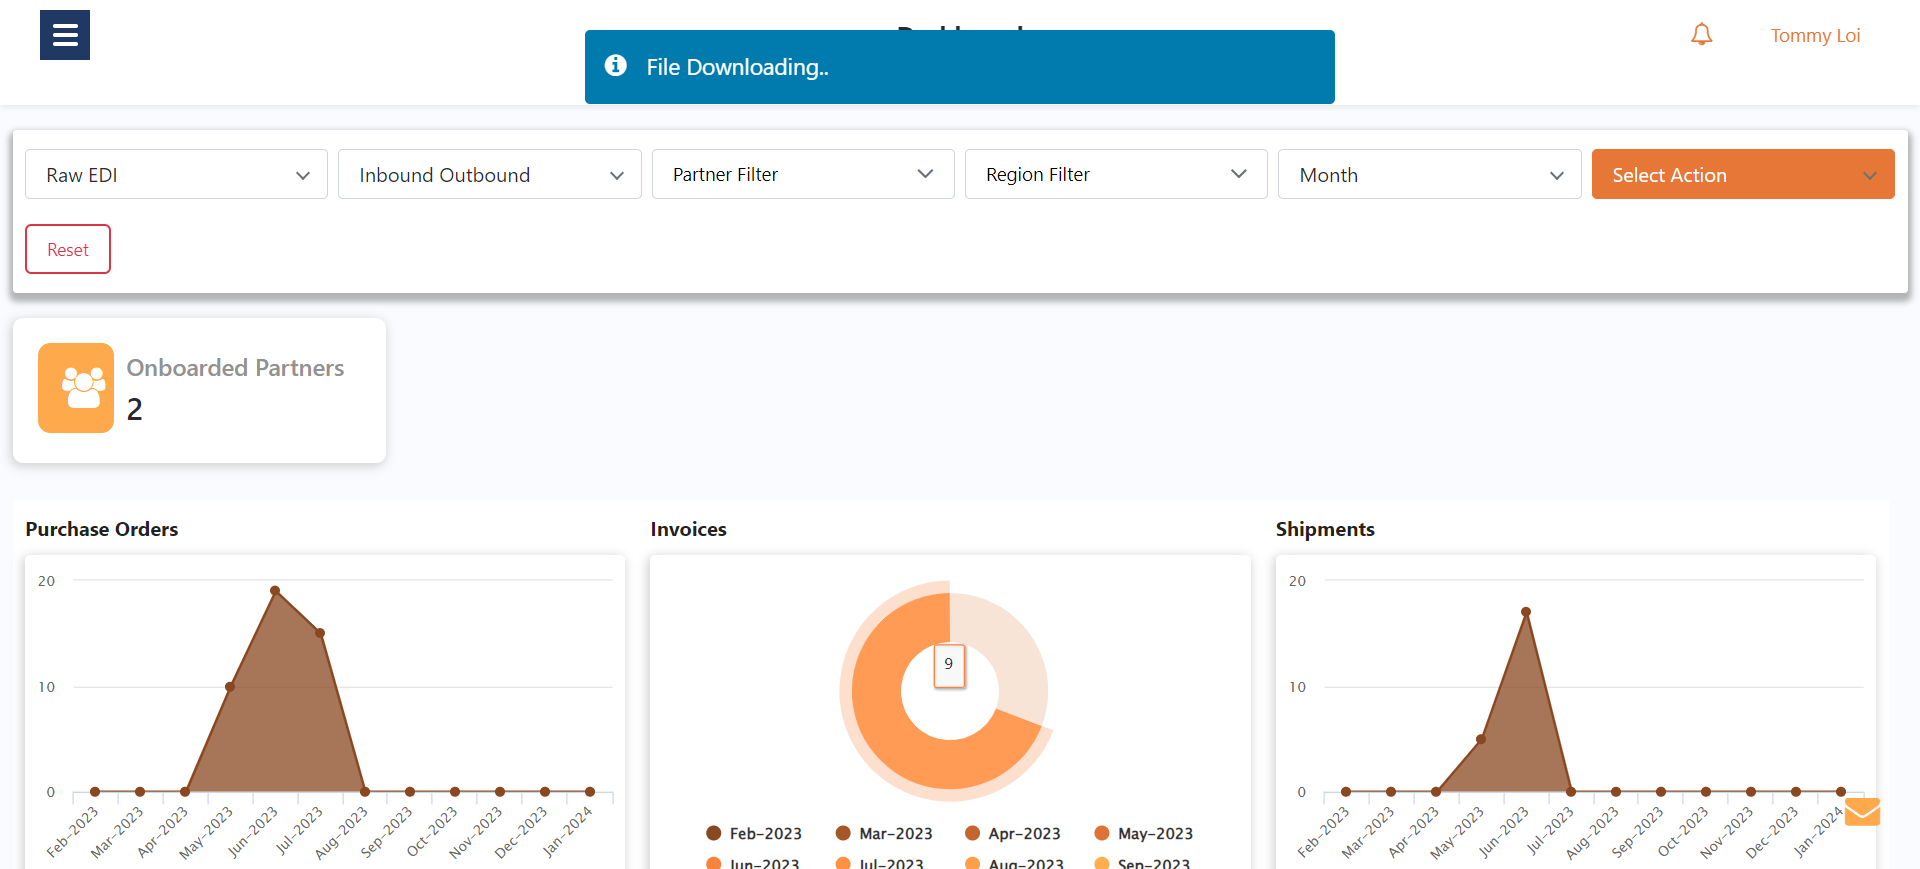 File Downloading..
Tommy Loi
Raw EDI
Inbound Outbound
Partner Filter
Region Filter
Month
Select Action
Reset
Onboarded Partners
2
Purchase Orders
20
10
0
Feb-2023
Mar-2023
Apr-2023
May-2023
Jun-2023
Jul-2023
Aug-2023
Sep-2023
Oct-2023
Nov-2023
Dec-2023
Jan-2024
Invoices
9
Feb-2023
Mar-2023
Apr-2023
May-2023
Jun-2023
Jul-2023
Aug-2023
Sep-2023
Shipments
20
10
0
Feb-2023
Mar-2023
Apr-2023
May-2023
Jun-2023
Jul-2023
Aug-2023
Sep-2023
Oct-2023
Nov-2023
Dec-2023
Jan-2024